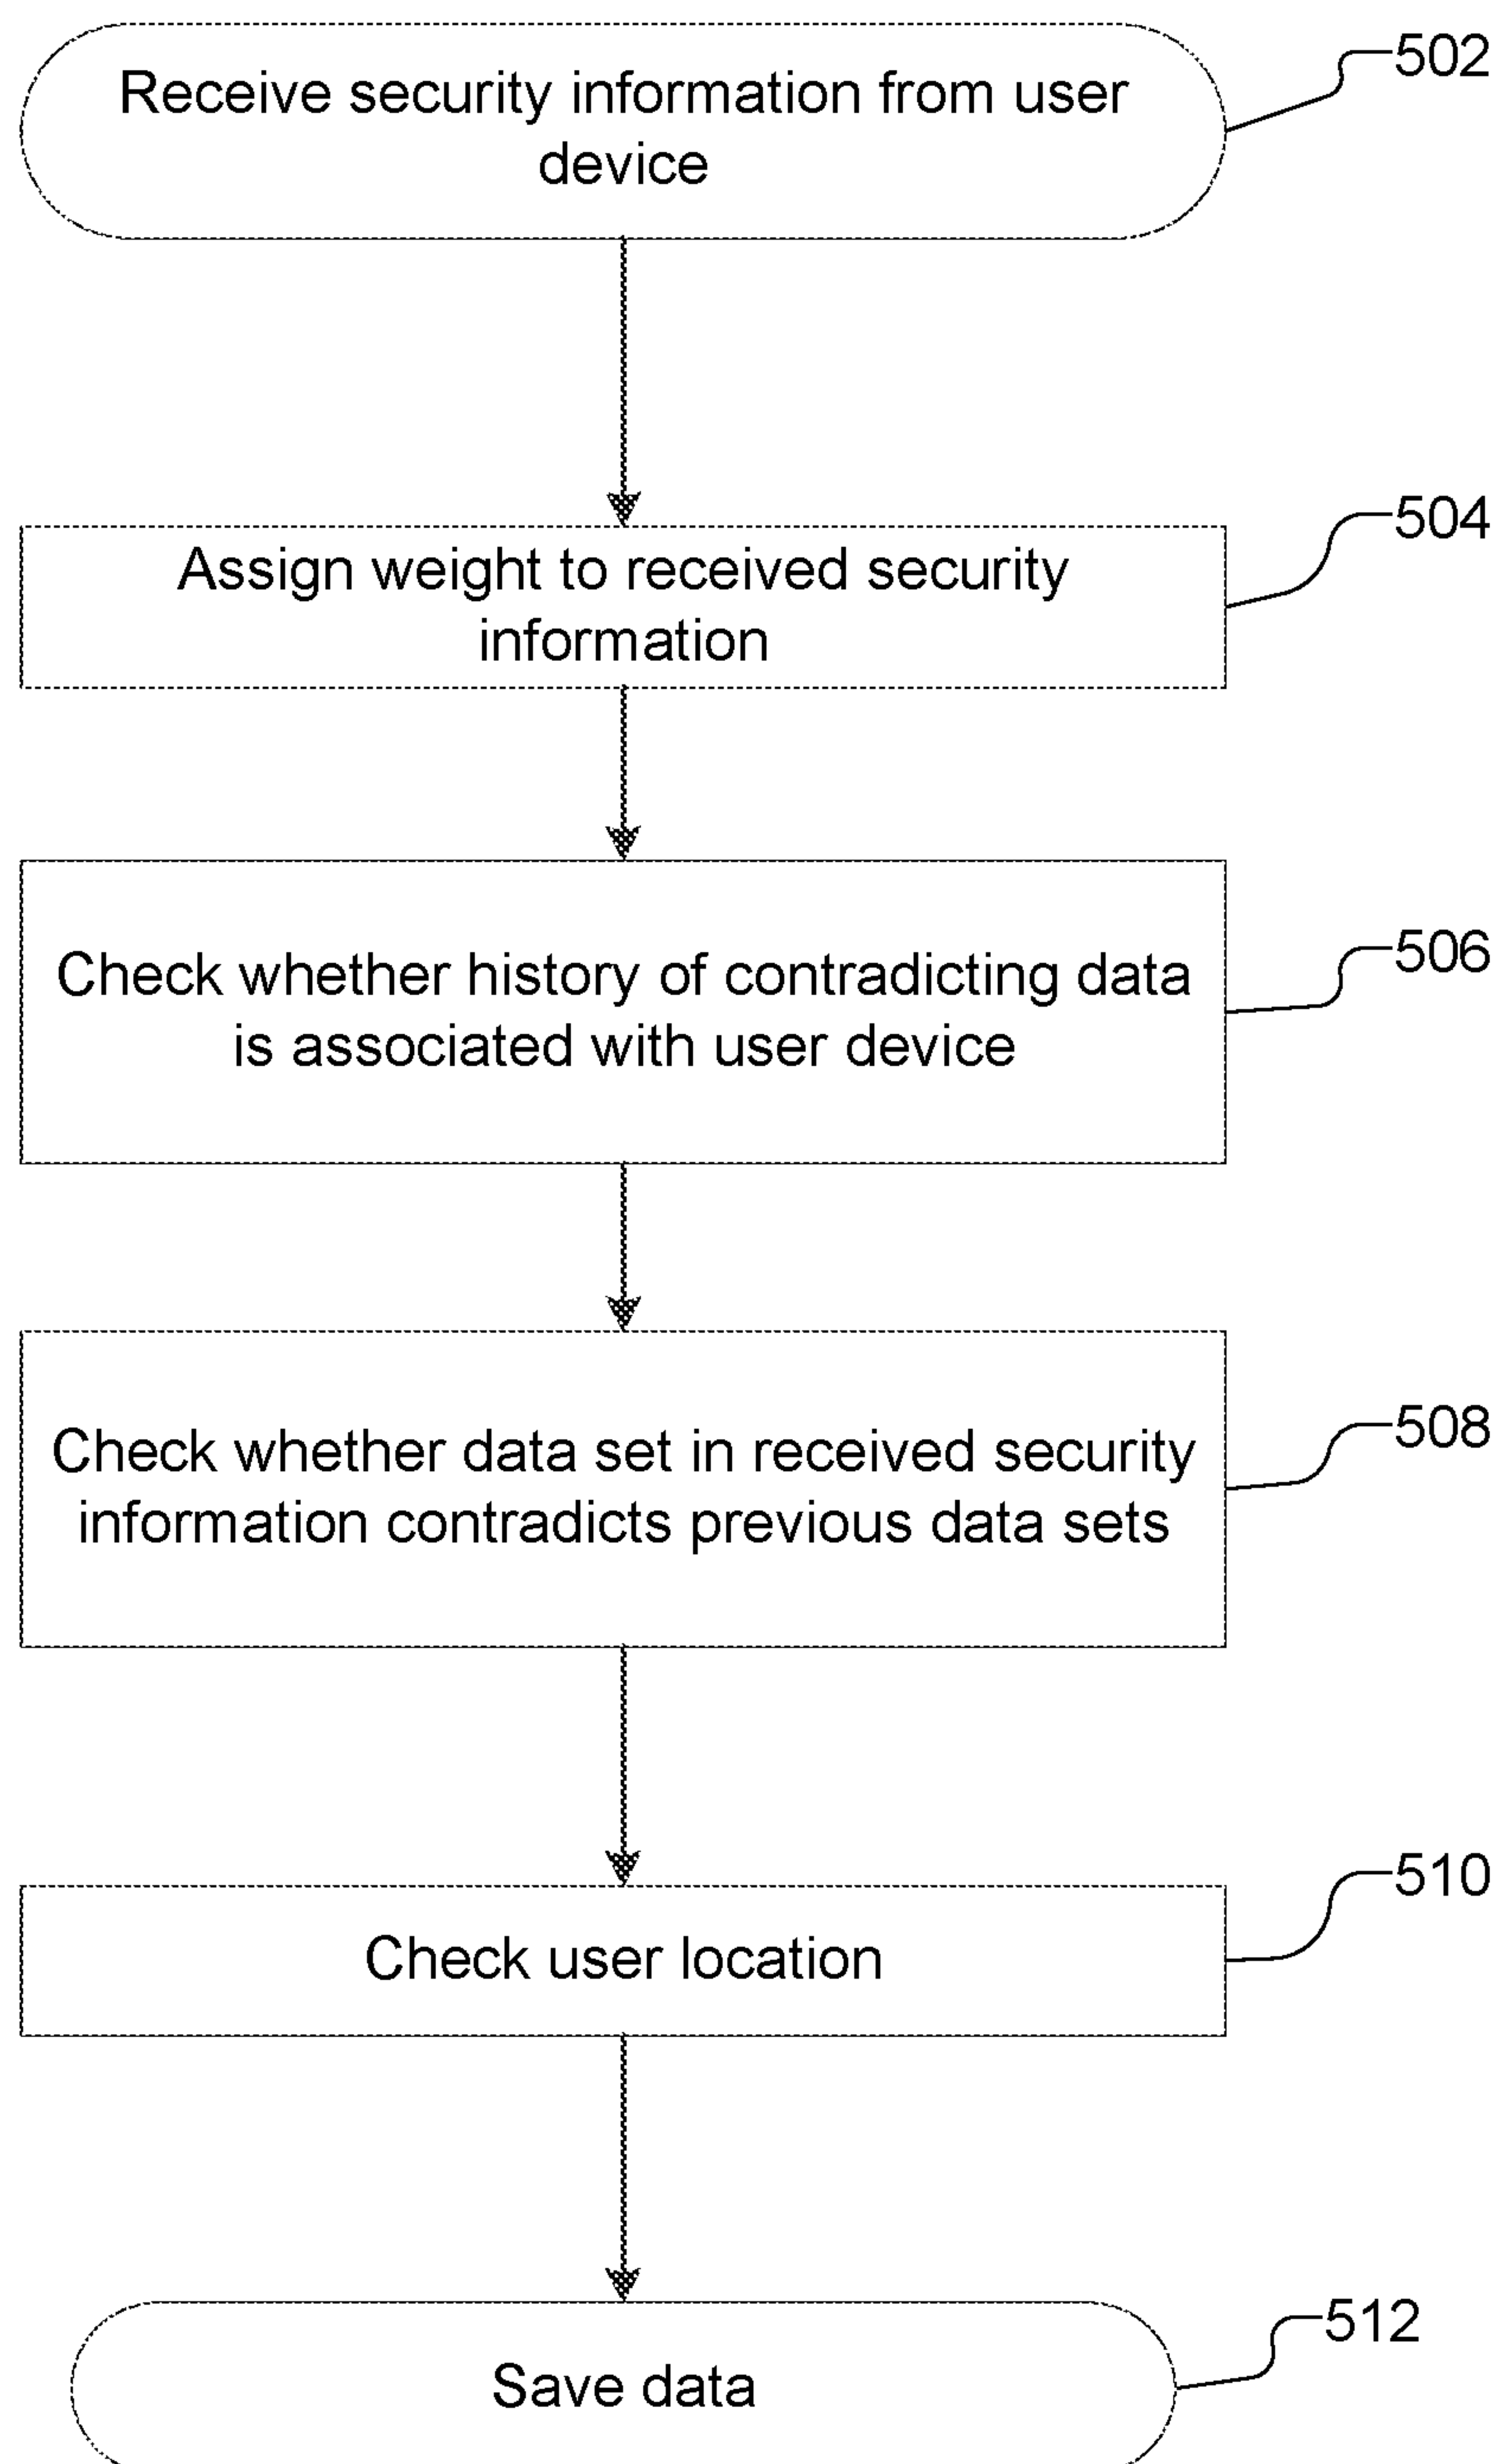 Receive security information from user
device
502
Assign weight to received security
information
504
Check whether history of contradicting data
is associated with user device
506
Check whether data set in received security
information contradicts previous data sets
508
Check user location
510
Save data
512